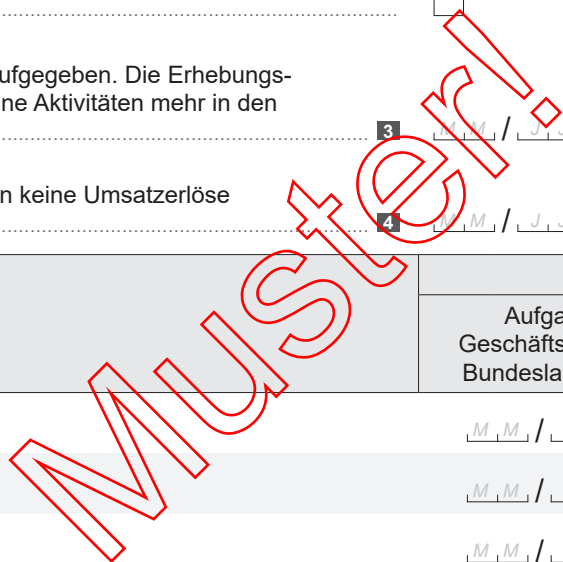 ufgegeben. Die Erhebungs-
ne Aktivitäten mehr in den
3 M M / J J
n keine Umsatzerlöse
4 M M / J J
Aufga
Geschäfts
Bundesla
M M /
M M /
M M /
Muster!